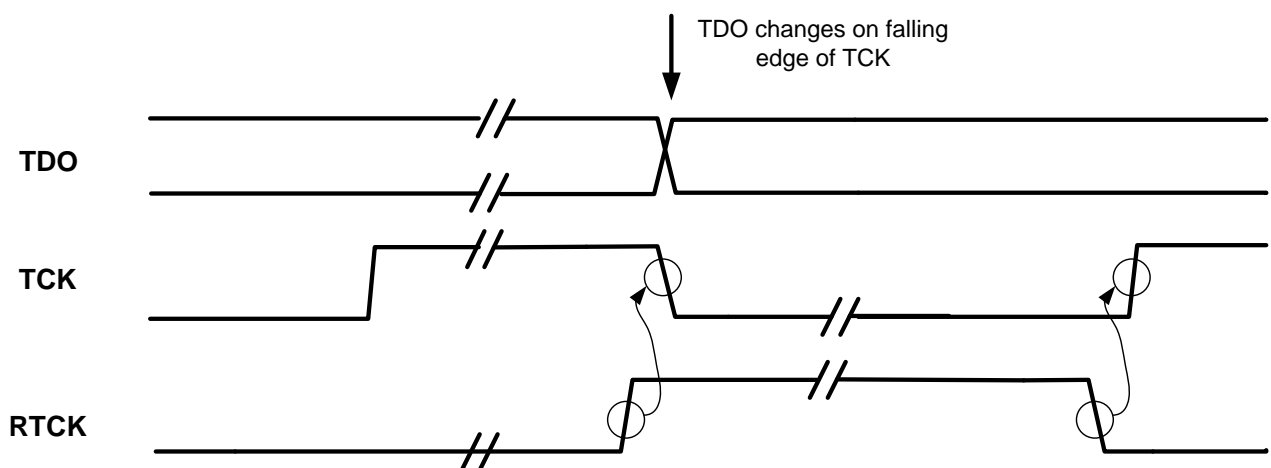 TDO changes on falling
edge of TCK
TDO
TCK
RTCK